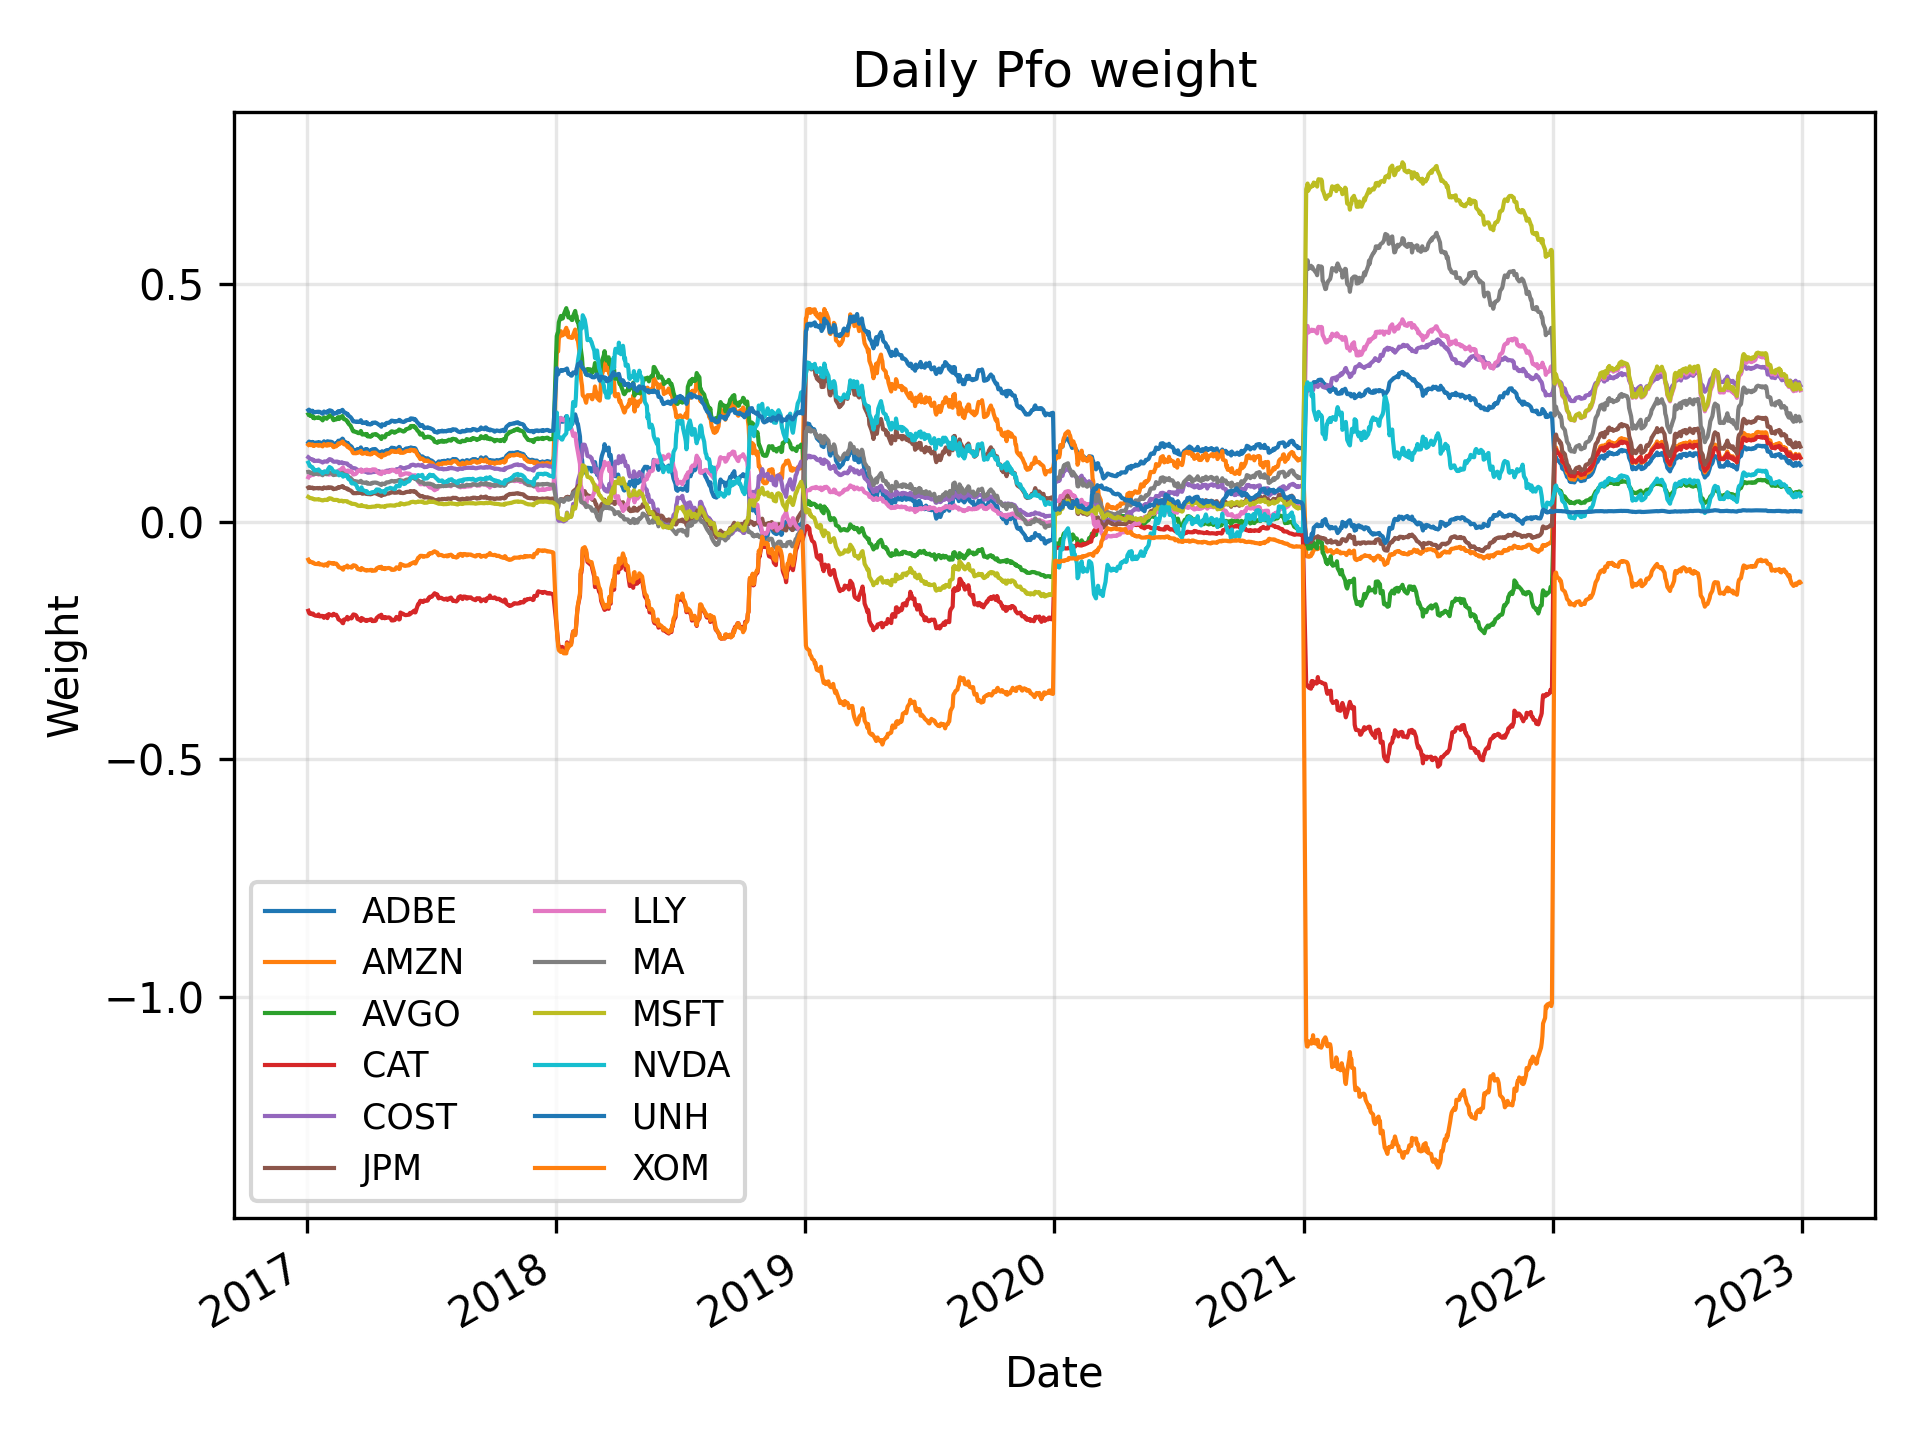 Daily Pfo weight
Weight
0.5
0.0
−0.5
−1.0
ADBE
AMZN
AVGO
CAT
COST
JPM
LLY
MA
MSFT
NVDA
UNH
XOM
2017
2018
2019
2020
2021
2022
2023
Date